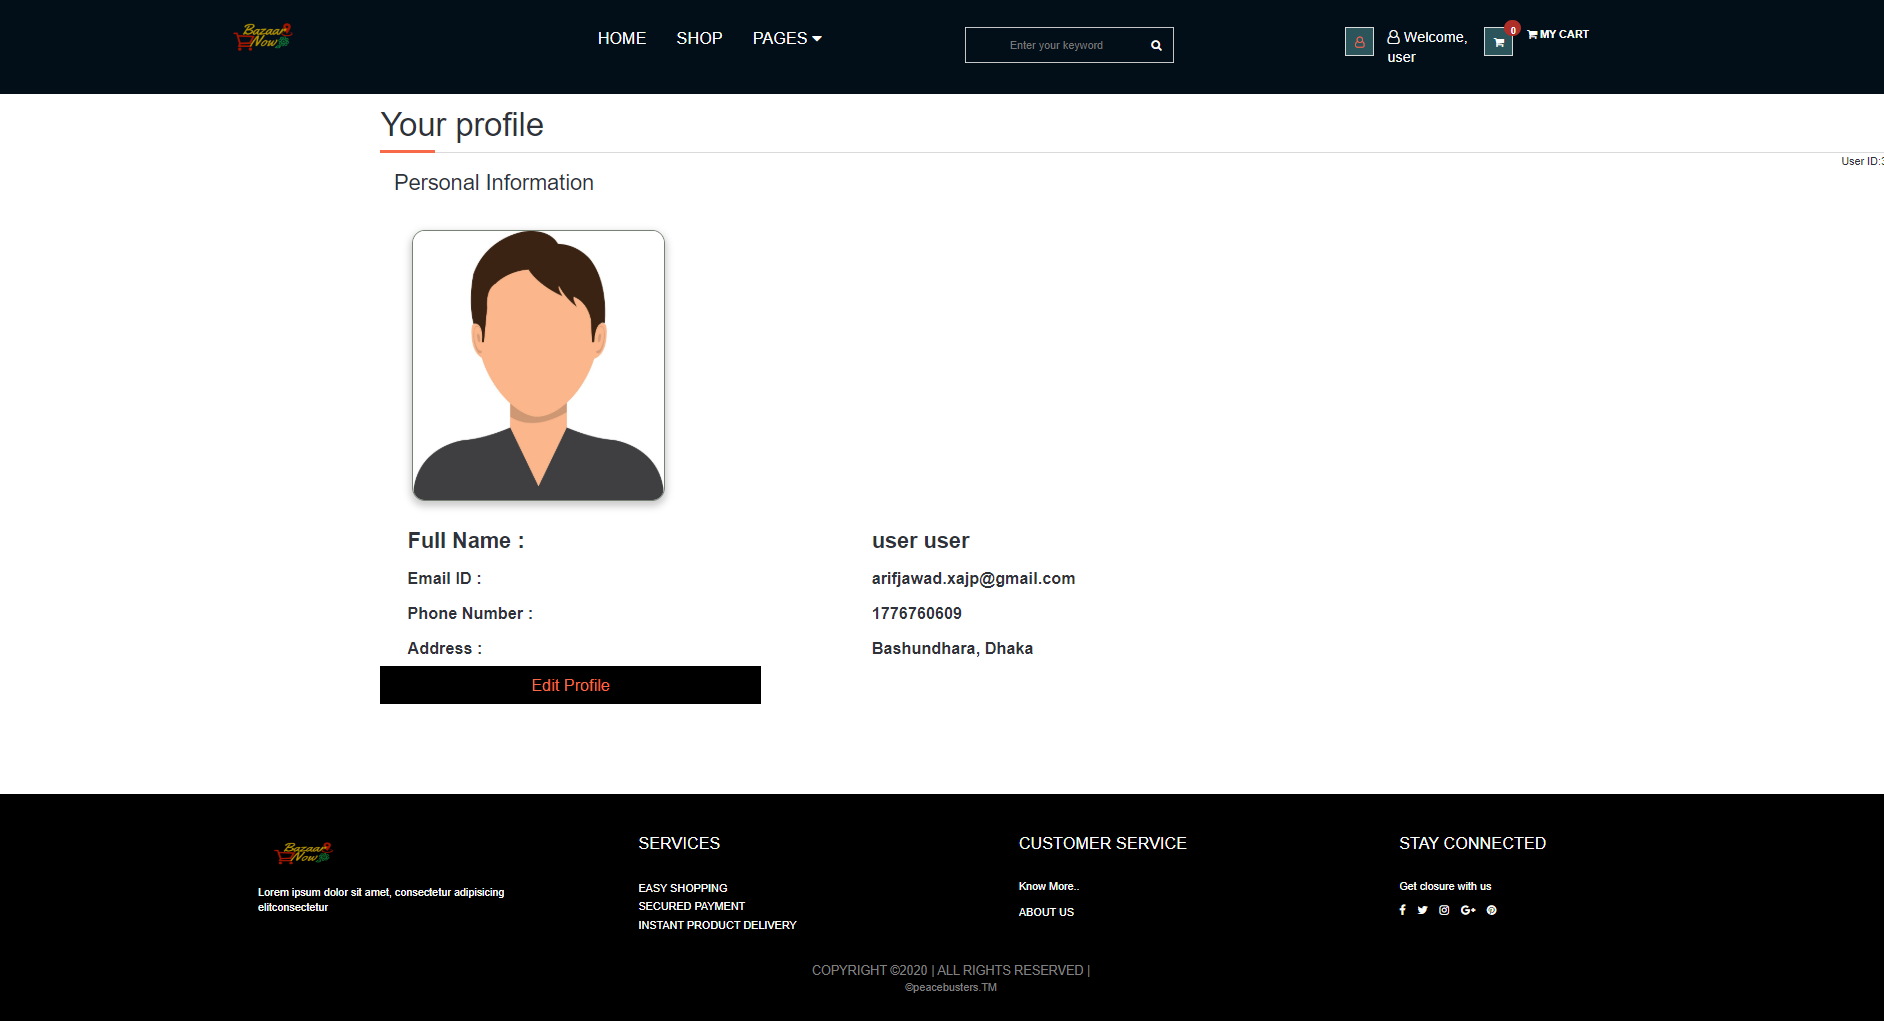 Bazaar
Now
HOME
SHOP
PAGES
Enter your keyword
Welcome,
user
0
MY CART
Your profile
User ID:3
Personal Information
Full Name :
user user
Email ID :
arifjawad.xajp@gmail.com
Phone Number :
1776760609
Address :
Bashundhara, Dhaka
Edit Profile
Bazaar
Now
Lorem ipsum dolor sit amet, consectetur adipisicing
elitconsectetur
SERVICES
EASY SHOPPING
SECURED PAYMENT
INSTANT PRODUCT DELIVERY
CUSTOMER SERVICE
Know More..
ABOUT US
STAY CONNECTED
Get closure with us
COPYRIGHT ©2020 | ALL RIGHTS RESERVED |
©peacebusters.TM